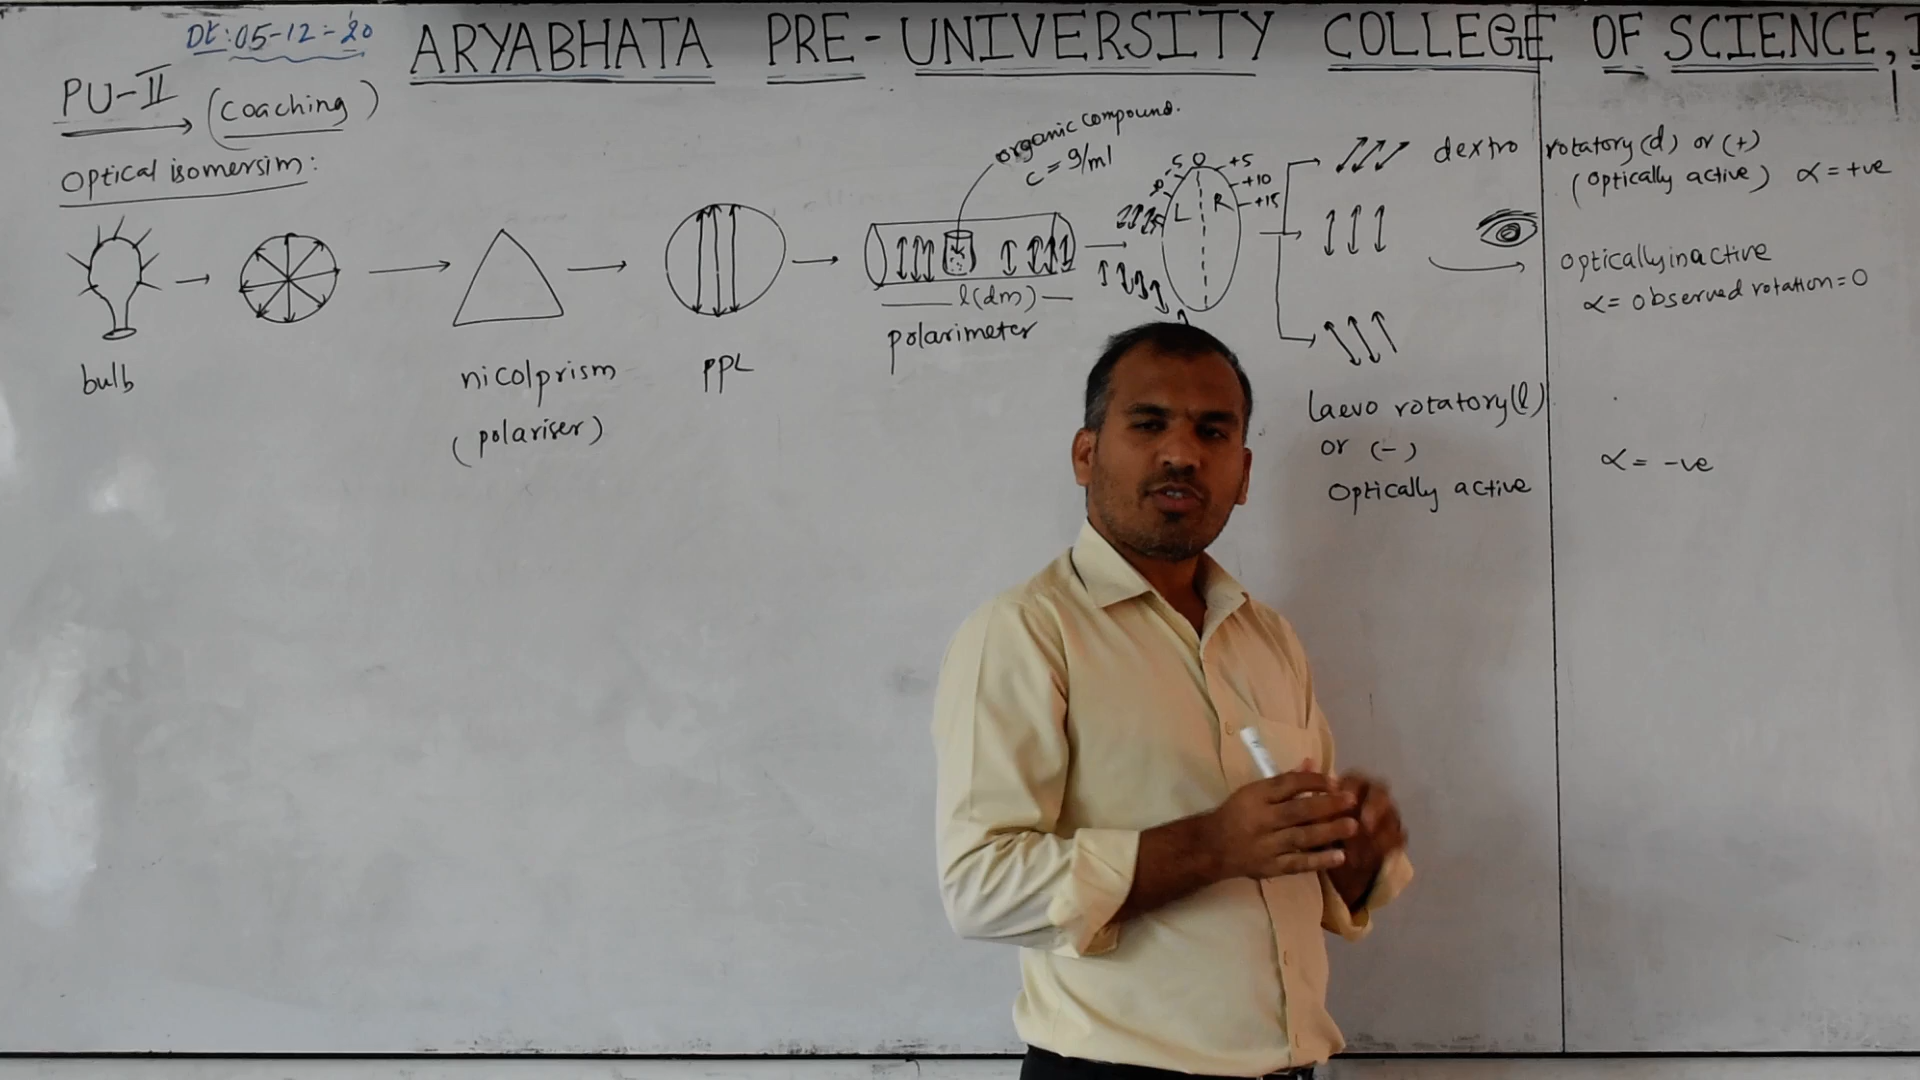 Dt: 05-12-20
ARYABHATA PRE-UNIVERSITY COLLEGE OF SCIENCE,
PU-II (coaching)
Optical isomersim:
organic compound.
c = g/ml
5 0 +5
+10
+15
L R
dextro rotatory (d) or (+)
(optically active) α = +ve
optically inactive
α = observed rotation = 0
l (dm)
polarimeter
bulb
nicolprism
(polariser)
PPL
Laevo rotatory (l)
or (-)
Optically active
α = -ve